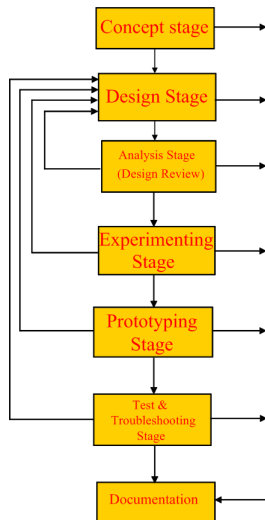 Concept stage
Design Stage
Analysis Stage
(Design Review)
Experimenting
Stage
Prototyping
Stage
Test &
Troubleshooting
Stage
Documentation